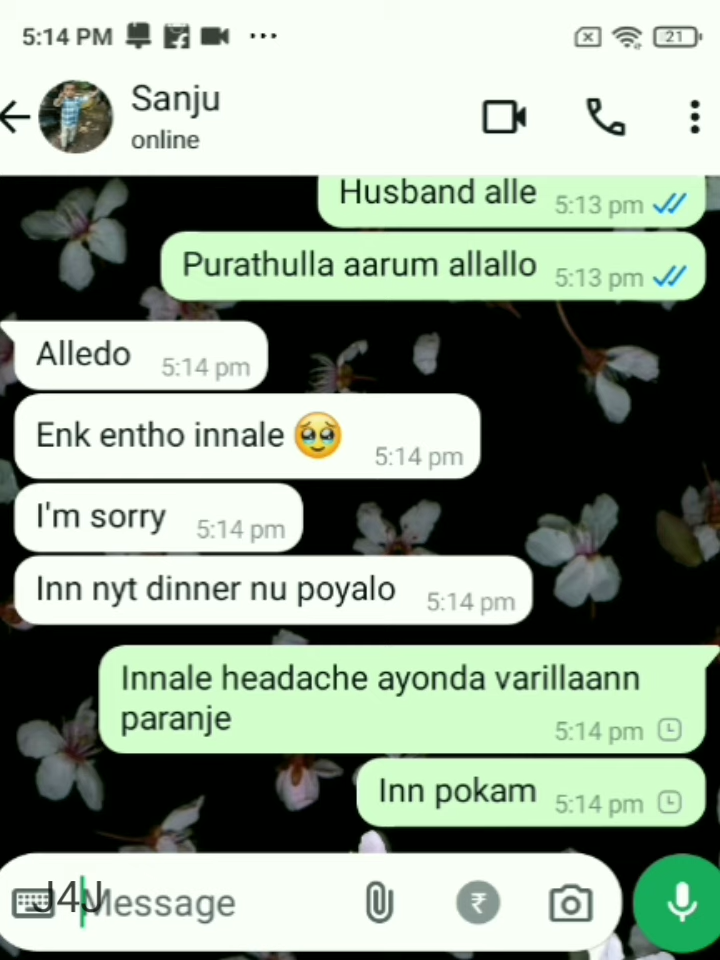 5:14 PM
21
Sanju
online
Husband alle 5:13 pm
Purathulla aarum allallo 5:13 pm
Alledo 5:14 pm
Enk entho innale 🥹 5:14 pm
I'm sorry 5:14 pm
Inn nyt dinner nu poyalo 5:14 pm
Innale headache ayonda varillaann
paranje 5:14 pm
Inn pokam 5:14 pm
J4J
Message